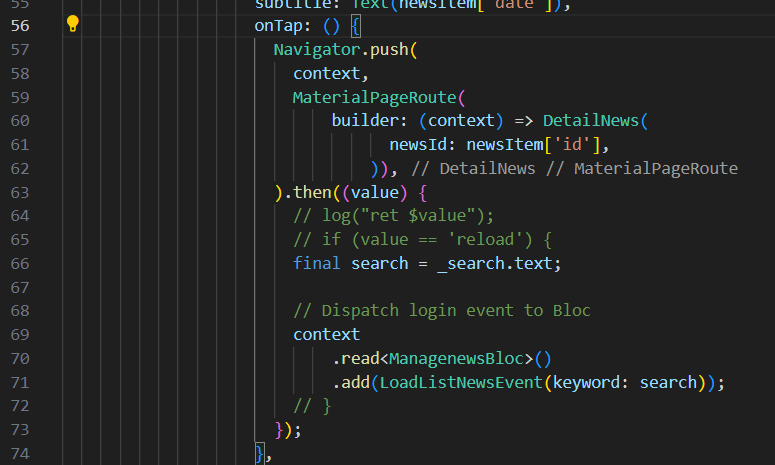 55 subtitle: Text(newsItem['date']),
56 onTap: () {
57 Navigator.push(
58 context,
59 MaterialPageRoute(
60 builder: (context) => DetailNews(
61 newsId: newsItem['id'],
62 )), // DetailNews // MaterialPageRoute
63 ).then((value) {
64 // log("ret $value");
65 // if (value == 'reload') {
66 final search = _search.text;
67
68 // Dispatch login event to Bloc
69 context
70 .read<ManagenewsBloc>()
71 .add(LoadListNewsEvent(keyword: search));
72 // }
73 });
74 },